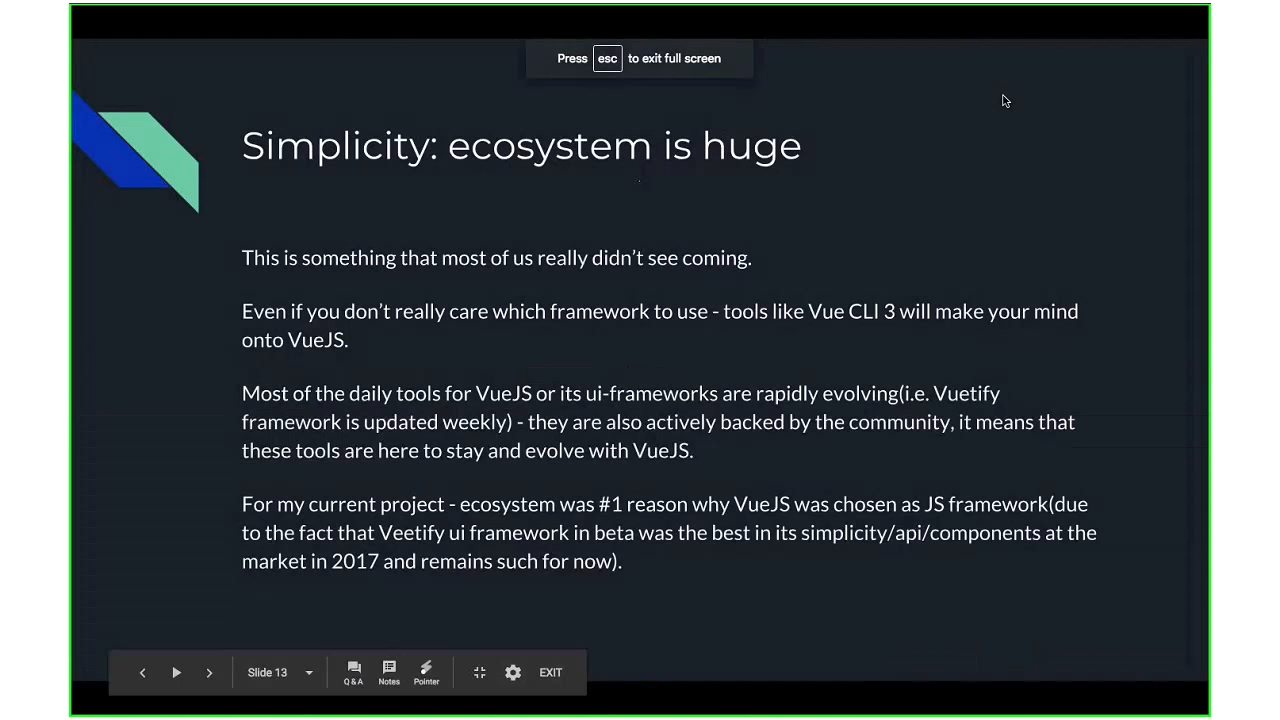 Press esc to exit full screen
Simplicity: ecosystem is huge
This is something that most of us really didn’t see coming.
Even if you don’t really care which framework to use - tools like Vue CLI 3 will make your mind
onto VueJS.
Most of the daily tools for VueJS or its ui-frameworks are rapidly evolving(i.e. Vuetify
framework is updated weekly) - they are also actively backed by the community, it means that
these tools are here to stay and evolve with VueJS.
For my current project - ecosystem was #1 reason why VueJS was chosen as JS framework(due
to the fact that Veetify ui framework in beta was the best in its simplicity/api/components at the
market in 2017 and remains such for now).
Slide 13
Q & A
Notes
Pointer
EXIT